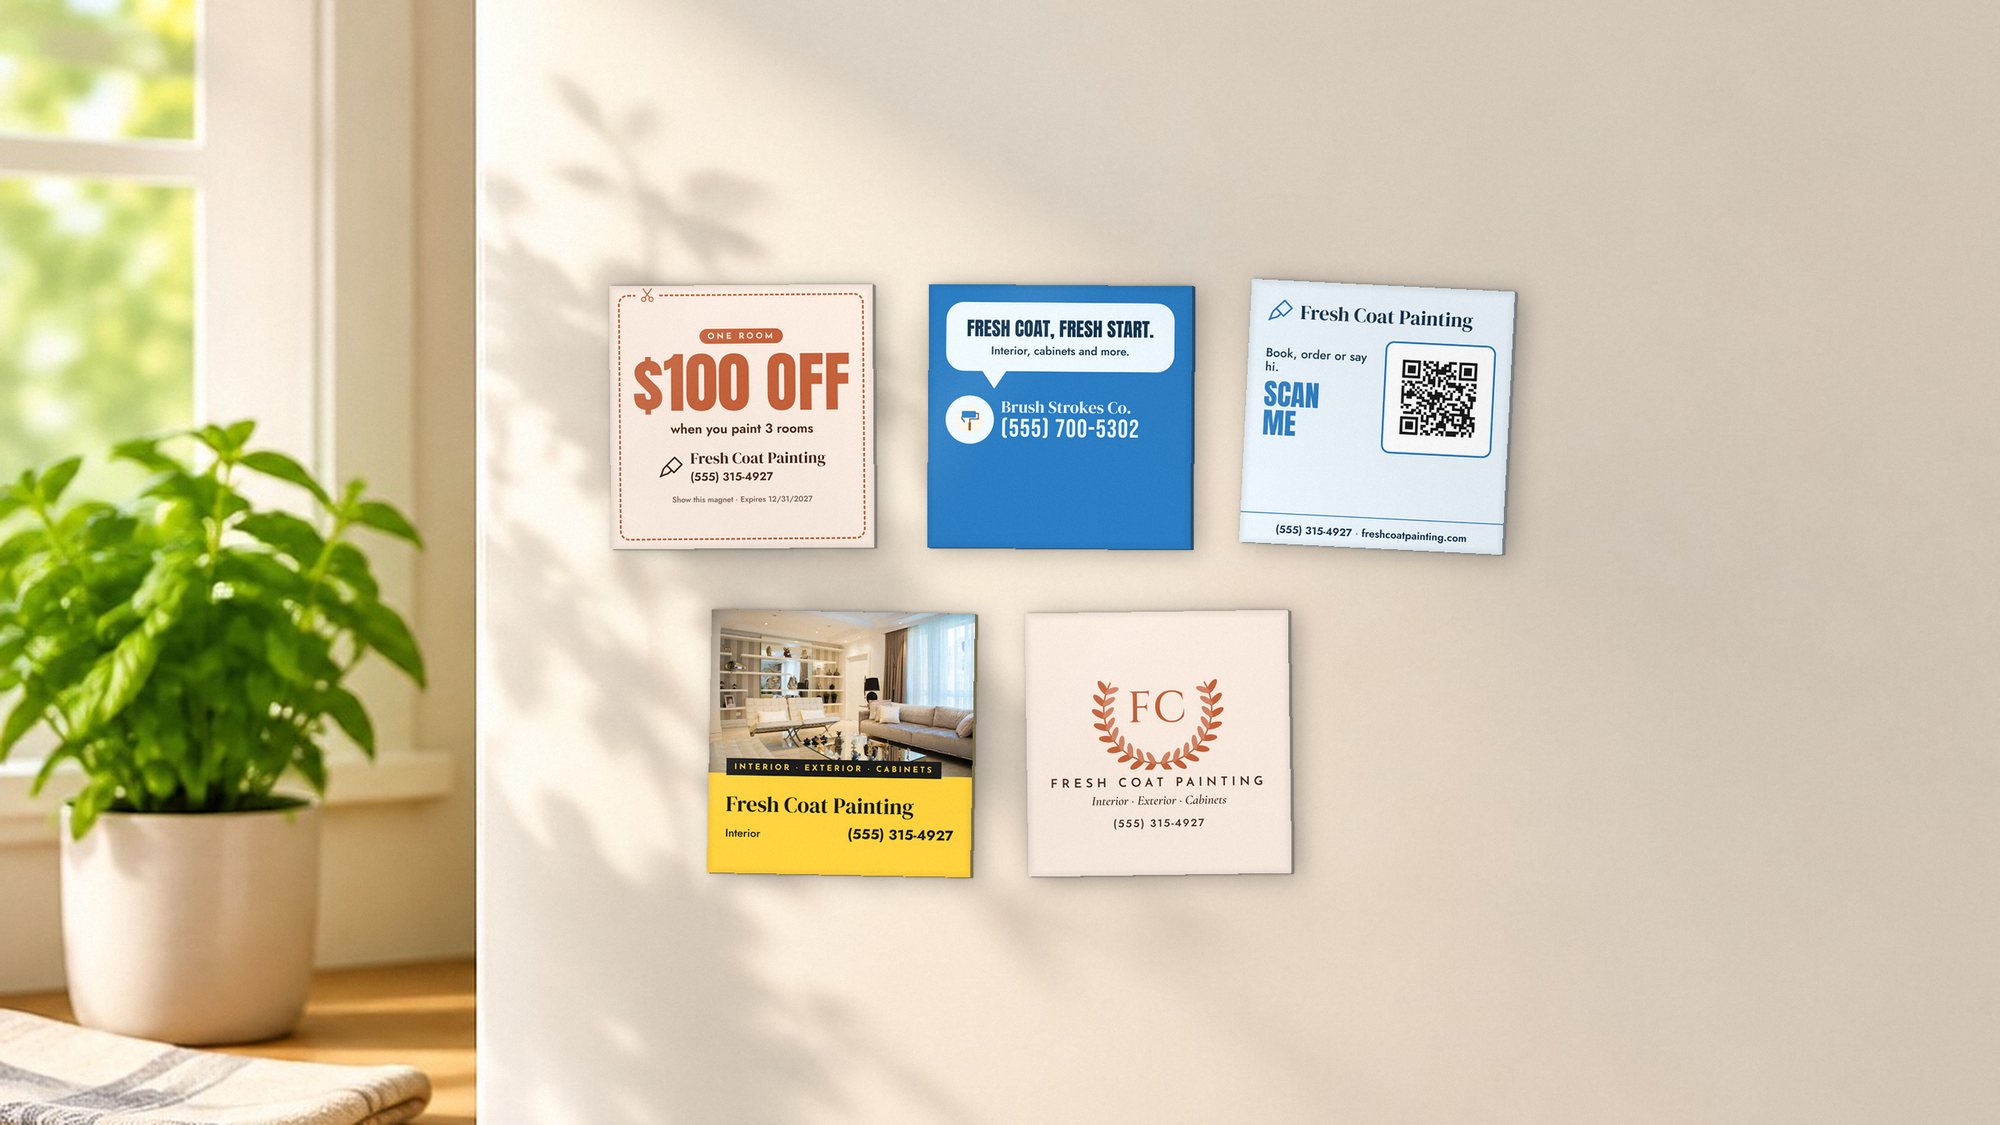 ONE ROOM
$100 OFF
when you paint 3 rooms
Fresh Coat Painting
(555) 315-4927
Show this magnet · Expires 12/31/2027
FRESH COAT, FRESH START.
Interior, cabinets and more.
Brush Strokes Co.
(555) 700-5302
Fresh Coat Painting
Book, order or say
hi.
SCAN
ME
(555) 315-4927 · freshcoatpainting.com
INTERIOR · EXTERIOR · CABINETS
Fresh Coat Painting
Interior
(555) 315-4927
FC
FRESH COAT PAINTING
Interior · Exterior · Cabinets
(555) 315-4927